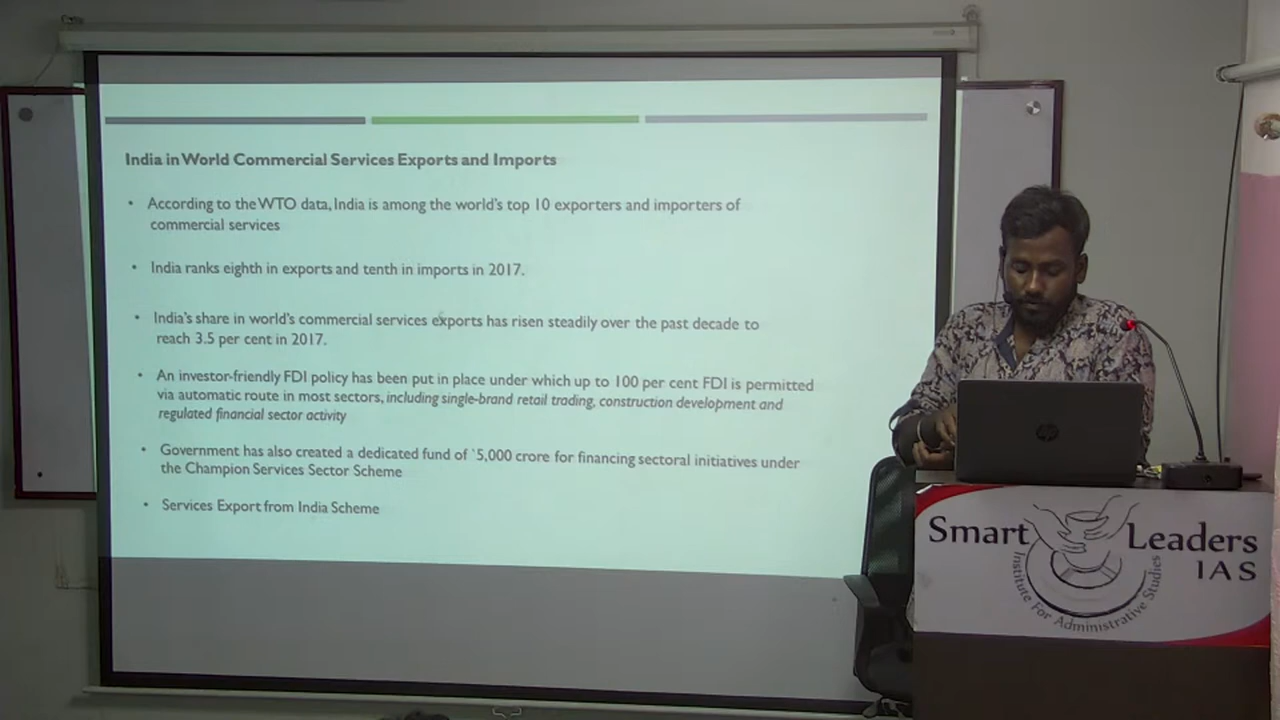 India in World Commercial Services Exports and Imports
• According to the WTO data, India is among the world's top 10 exporters and importers of
commercial services
• India ranks eighth in exports and tenth in imports in 2017.
• India's share in world's commercial services exports has risen steadily over the past decade to
reach 3.5 per cent in 2017.
• An investor-friendly FDI policy has been put in place under which up to 100 per cent FDI is permitted
via automatic route in most sectors, including single-brand retail trading, construction development and
regulated financial sector activity
• Government has also created a dedicated fund of `5,000 crore for financing sectoral initiatives under
the Champion Services Sector Scheme
• Services Export from India Scheme
Smart Leaders
IAS
Institute For Administrative Studies
hp